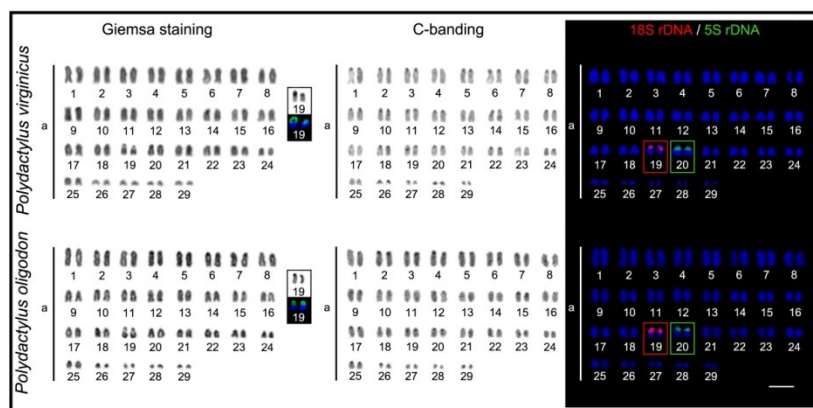 Giemsa staining
C-banding
18S rDNA / 5S rDNA
Polydactylus virginicus
a
1 2 3 4 5 6 7 8
9 10 11 12 13 14 15 16
17 18 19 20 21 22 23 24
25 26 27 28 29
19
19
a
1 2 3 4 5 6 7 8
9 10 11 12 13 14 15 16
17 18 19 20 21 22 23 24
25 26 27 28 29
a
1 2 3 4 5 6 7 8
9 10 11 12 13 14 15 16
17 18 19 20 21 22 23 24
25 26 27 28 29
Polydactylus oligodon
a
1 2 3 4 5 6 7 8
9 10 11 12 13 14 15 16
17 18 19 20 21 22 23 24
25 26 27 28 29
19
19
a
1 2 3 4 5 6 7 8
9 10 11 12 13 14 15 16
17 18 19 20 21 22 23 24
25 26 27 28 29
a
1 2 3 4 5 6 7 8
9 10 11 12 13 14 15 16
17 18 19 20 21 22 23 24
25 26 27 28 29